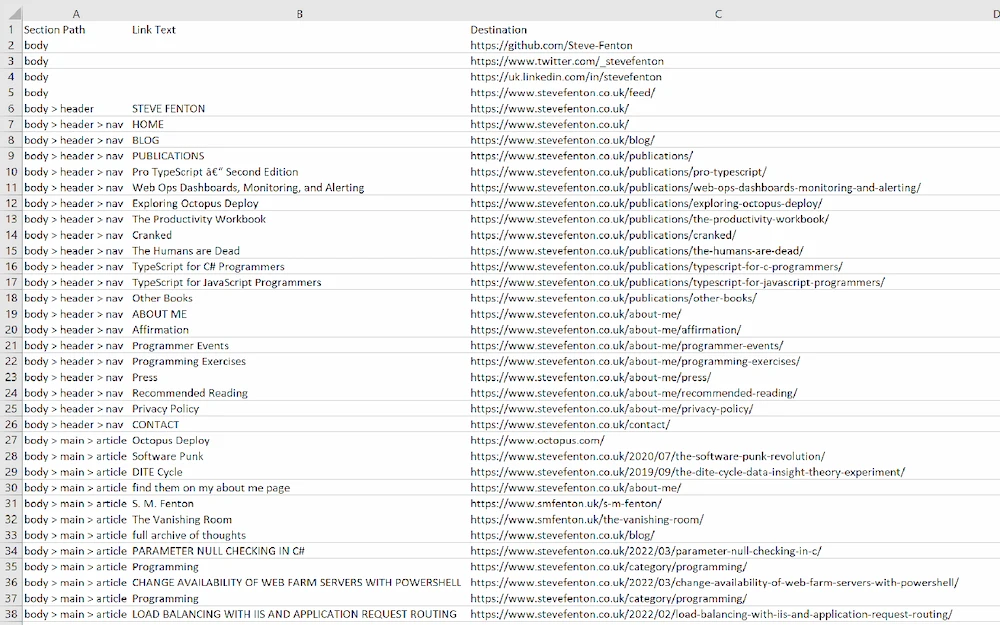 A B C D
1 Section Path Link Text Destination
2 body https://github.com/Steve-Fenton
3 body https://www.twitter.com/_stevefenton
4 body https://uk.linkedin.com/in/stevefenton
5 body https://www.stevefenton.co.uk/feed/
6 body > header STEVE FENTON https://www.stevefenton.co.uk/
7 body > header > nav HOME https://www.stevefenton.co.uk/
8 body > header > nav BLOG https://www.stevefenton.co.uk/blog/
9 body > header > nav PUBLICATIONS https://www.stevefenton.co.uk/publications/
10 body > header > nav Pro TypeScript â€“ Second Edition https://www.stevefenton.co.uk/publications/pro-typescript/
11 body > header > nav Web Ops Dashboards, Monitoring, and Alerting https://www.stevefenton.co.uk/publications/web-ops-dashboards-monitoring-and-alerting/
12 body > header > nav Exploring Octopus Deploy https://www.stevefenton.co.uk/publications/exploring-octopus-deploy/
13 body > header > nav The Productivity Workbook https://www.stevefenton.co.uk/publications/the-productivity-workbook/
14 body > header > nav Cranked https://www.stevefenton.co.uk/publications/cranked/
15 body > header > nav The Humans are Dead https://www.stevefenton.co.uk/publications/the-humans-are-dead/
16 body > header > nav TypeScript for C# Programmers https://www.stevefenton.co.uk/publications/typescript-for-c-programmers/
17 body > header > nav TypeScript for JavaScript Programmers https://www.stevefenton.co.uk/publications/typescript-for-javascript-programmers/
18 body > header > nav Other Books https://www.stevefenton.co.uk/publications/other-books/
19 body > header > nav ABOUT ME https://www.stevefenton.co.uk/about-me/
20 body > header > nav Affirmation https://www.stevefenton.co.uk/about-me/affirmation/
21 body > header > nav Programmer Events https://www.stevefenton.co.uk/about-me/programmer-events/
22 body > header > nav Programming Exercises https://www.stevefenton.co.uk/about-me/programming-exercises/
23 body > header > nav Press https://www.stevefenton.co.uk/about-me/press/
24 body > header > nav Recommended Reading https://www.stevefenton.co.uk/about-me/recommended-reading/
25 body > header > nav Privacy Policy https://www.stevefenton.co.uk/about-me/privacy-policy/
26 body > header > nav CONTACT https://www.stevefenton.co.uk/contact/
27 body > main > article Octopus Deploy https://www.octopus.com/
28 body > main > article Software Punk https://www.stevefenton.co.uk/2020/07/the-software-punk-revolution/
29 body > main > article DITE Cycle https://www.stevefenton.co.uk/2019/09/the-dite-cycle-data-insight-theory-experiment/
30 body > main > article find them on my about me page https://www.stevefenton.co.uk/about-me/
31 body > main > article S. M. Fenton https://www.smfenton.uk/s-m-fenton/
32 body > main > article The Vanishing Room https://www.smfenton.uk/the-vanishing-room/
33 body > main > article full archive of thoughts https://www.stevefenton.co.uk/blog/
34 body > main > article PARAMETER NULL CHECKING IN C# https://www.stevefenton.co.uk/2022/03/parameter-null-checking-in-c/
35 body > main > article Programming https://www.stevefenton.co.uk/category/programming/
36 body > main > article CHANGE AVAILABILITY OF WEB FARM SERVERS WITH POWERSHELL https://www.stevefenton.co.uk/2022/03/change-availability-of-web-farm-servers-with-powershell/
37 body > main > article Programming https://www.stevefenton.co.uk/category/programming/
38 body > main > article LOAD BALANCING WITH IIS AND APPLICATION REQUEST ROUTING https://www.stevefenton.co.uk/2022/02/load-balancing-with-iis-and-application-request-routing/